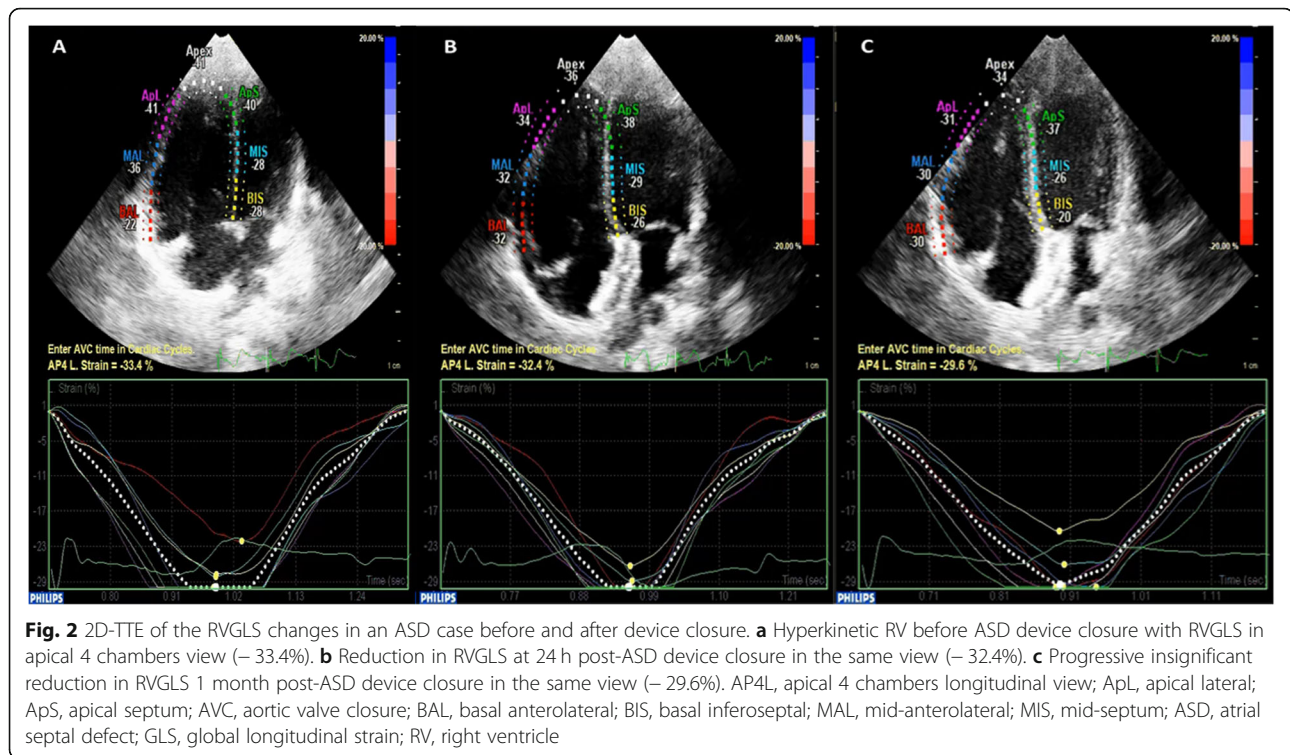 A
Apex
-41
ApL
-41
ApS
-40
MAL
-36
MIS
-28
BIS
-28
BAL
-22
20.00 %
-20.00 %
Enter AVC time in Cardiac Cycles
AP4 L. Strain = -33.4 %
1 cm
Strain (%)
1
-5
-11
-17
-23
-29
Time (sec
PHILIPS
0.80
0.91
1.02
1.13
1.24
B
Apex
-36
ApL
-34
ApS
-38
MAL
-32
MIS
-29
BIS
-26
BAL
-32
20.00 %
-20.00 %
Enter AVC time in Cardiac Cycles
AP4 L. Strain = -32.4 %
1 cm
Strain (%)
1
-5
-11
-17
-23
-29
Time (sec
PHILIPS
0.77
0.88
0.99
1.10
1.21
C
Apex
-34
ApL
-31
ApS
-37
MAL
-30
MIS
-26
BIS
-20
BAL
-30
20.00 %
-20.00 %
Enter AVC time in Cardiac Cycles
AP4 L. Strain = -29.6 %
1 cm
Strain (%)
1
-5
-11
-17
-23
-29
Time (sec
PHILIPS
0.71
0.81
0.91
1.01
1.11
Fig. 2 2D-TTE of the RVGLS changes in an ASD case before and after device closure. a Hyperkinetic RV before ASD device closure with RVGLS in
apical 4 chambers view (− 33.4%). b Reduction in RVGLS at 24 h post-ASD device closure in the same view (− 32.4%). c Progressive insignificant
reduction in RVGLS 1 month post-ASD device closure in the same view (− 29.6%). AP4L, apical 4 chambers longitudinal view; ApL, apical lateral;
ApS, apical septum; AVC, aortic valve closure; BAL, basal anterolateral; BIS, basal inferoseptal; MAL, mid-anterolateral; MIS, mid-septum; ASD, atrial
septal defect; GLS, global longitudinal strain; RV, right ventricle